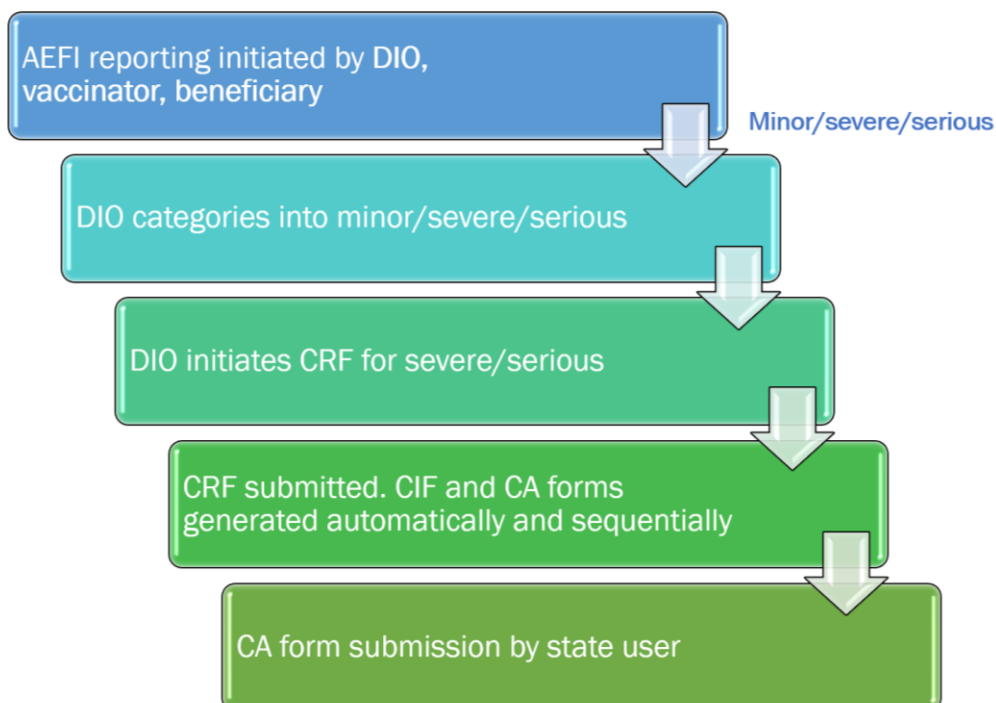 AEFI reporting initiated by DIO,
vaccinator, beneficiary
Minor/severe/serious
DIO categories into minor/severe/serious
DIO initiates CRF for severe/serious
CRF submitted. CIF and CA forms
generated automatically and sequentially
CA form submission by state user